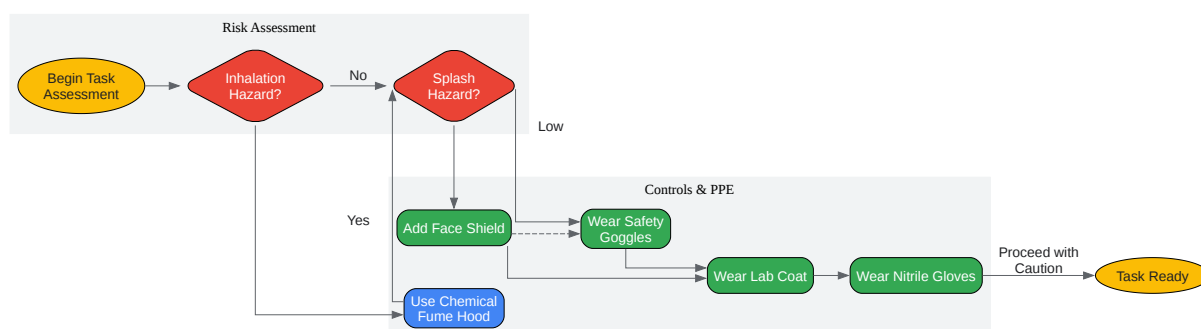 Risk Assessment
Begin Task
Assessment
Inhalation
Hazard?
No
Splash
Hazard?
Low
Yes
Controls & PPE
Add Face Shield
Wear Safety
Goggles
Wear Lab Coat
Wear Nitrile Gloves
Proceed with
Caution
Task Ready
Use Chemical
Fume Hood